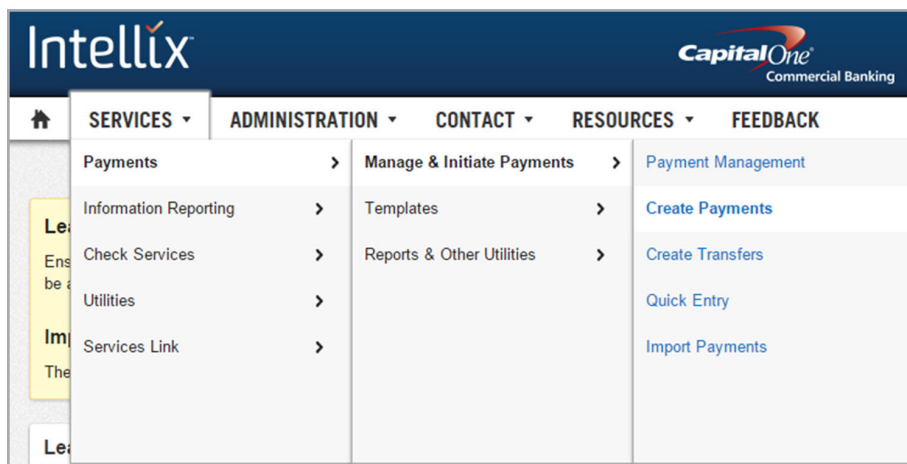 Intellix
Capital One
Commercial Banking
SERVICES ADMINISTRATION CONTACT RESOURCES FEEDBACK
Payments Manage & Initiate Payments Payment Management
Information Reporting Templates Create Payments
Check Services Reports & Other Utilities Create Transfers
Utilities Quick Entry
Services Link Import Payments
The